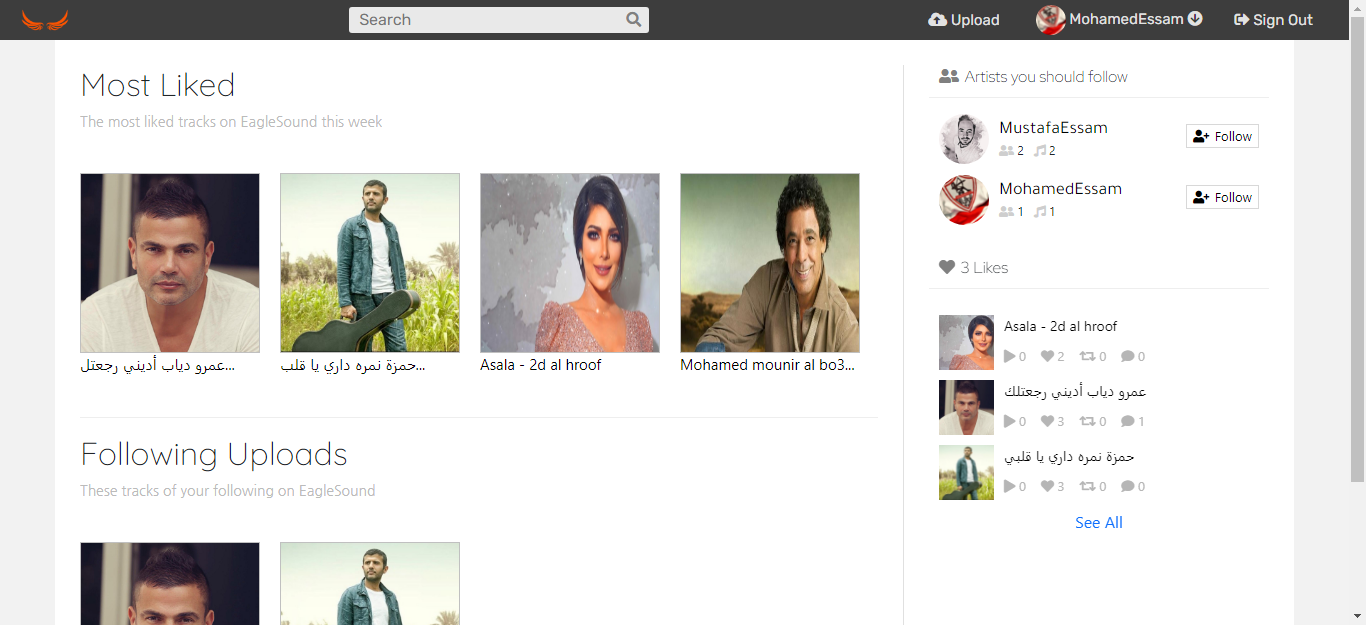 Search
Upload
MohamedEssam
Sign Out
Most Liked
The most liked tracks on EagleSound this week
عمرو دياب أديني رجعتل...
حمزة نمره داري يا قلب...
Asala - 2d al hroof
Mohamed mounir al bo3...
Following Uploads
These tracks of your following on EagleSound
Artists you should follow
MustafaEssam
2 2
Follow
MohamedEssam
1 1
Follow
3 Likes
Asala - 2d al hroof
0 2 0 0
عمرو دياب أديني رجعتلك
0 3 0 1
حمزة نمره داري يا قلبي
0 3 0 0
See All